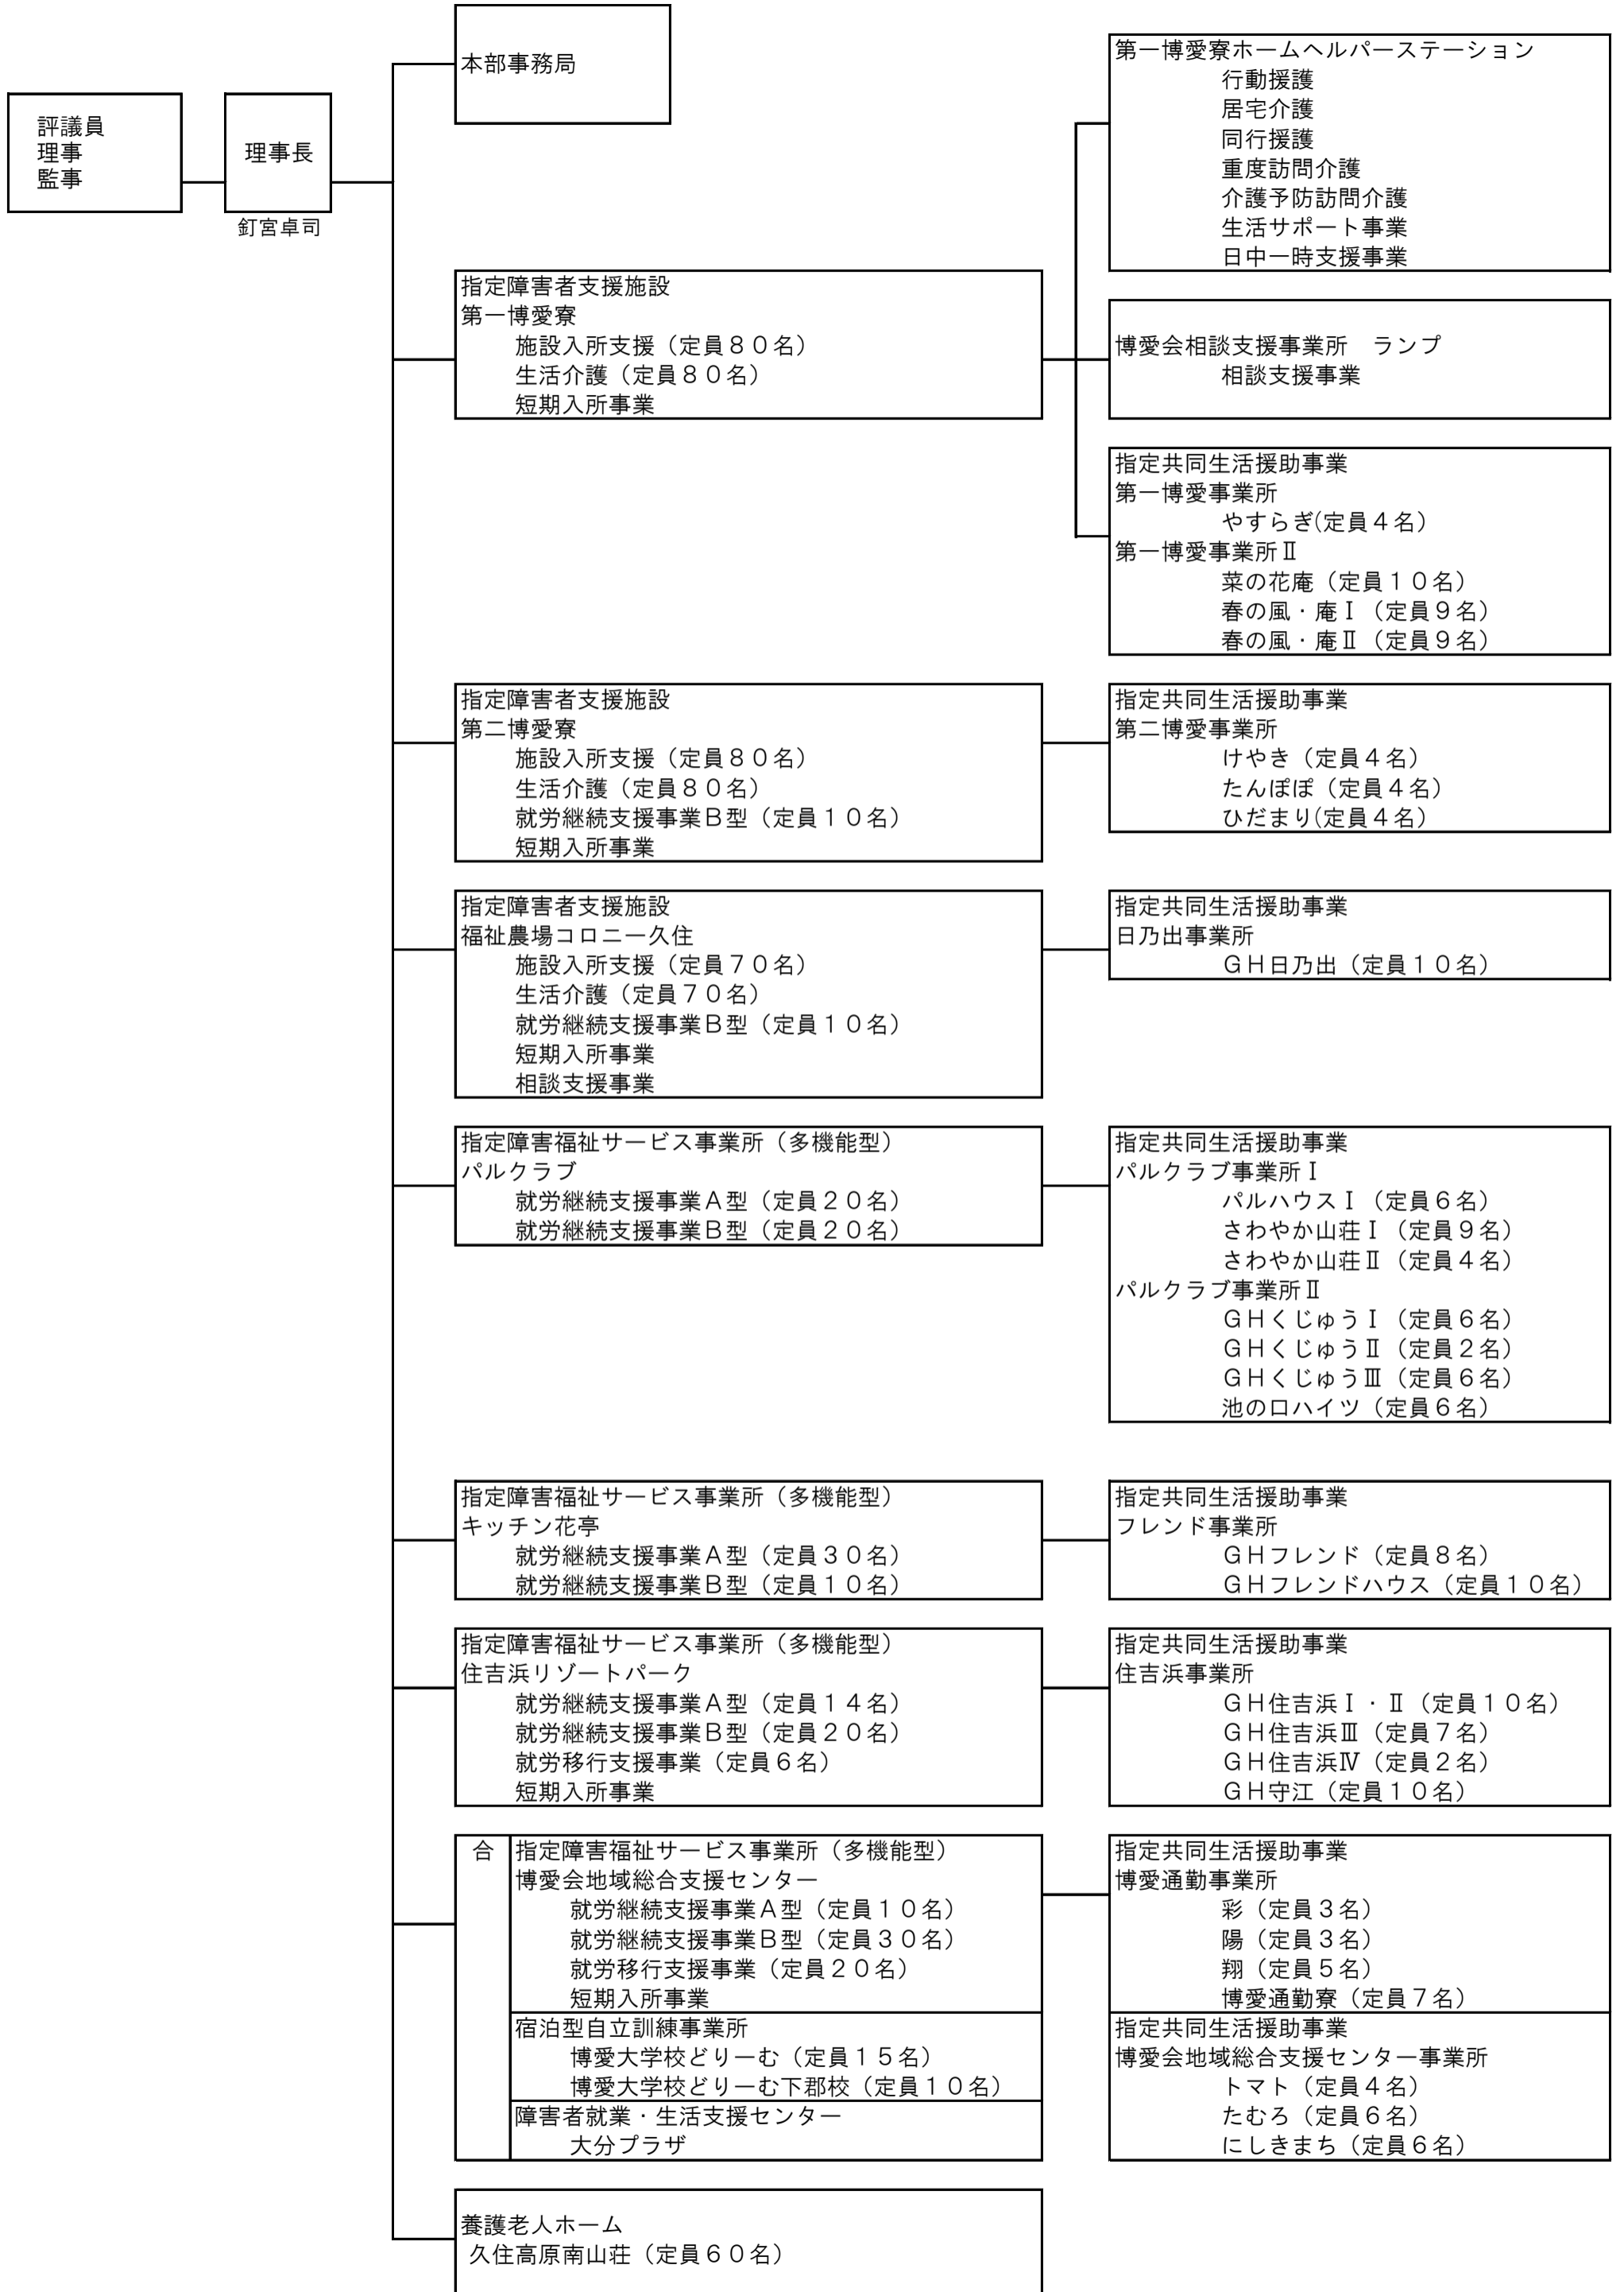 評議員
理事
監事
理事長
釘宮卓司
本部事務局
指定障害者支援施設
第一博愛寮
施設入所支援（定員８０名）
生活介護（定員８０名）
短期入所事業
第一博愛寮ホームヘルパーステーション
行動援護
居宅介護
同行援護
重度訪問介護
介護予防訪問介護
生活サポート事業
日中一時支援事業
博愛会相談支援事業所　ランプ
相談支援事業
指定共同生活援助事業
第一博愛事業所
やすらぎ(定員４名）
第一博愛事業所Ⅱ
菜の花庵（定員１０名）
春の風・庵Ⅰ（定員９名）
春の風・庵Ⅱ（定員９名）
指定障害者支援施設
第二博愛寮
施設入所支援（定員８０名）
生活介護（定員８０名）
就労継続支援事業Ｂ型（定員１０名）
短期入所事業
指定共同生活援助事業
第二博愛事業所
けやき（定員４名）
たんぽぽ（定員４名）
ひだまり(定員４名）
指定障害者支援施設
福祉農場コロニー久住
施設入所支援（定員７０名）
生活介護（定員７０名）
就労継続支援事業Ｂ型（定員１０名）
短期入所事業
相談支援事業
指定共同生活援助事業
日乃出事業所
ＧＨ日乃出（定員１０名）
指定障害福祉サービス事業所（多機能型）
パルクラブ
就労継続支援事業Ａ型（定員２０名）
就労継続支援事業Ｂ型（定員２０名）
指定共同生活援助事業
パルクラブ事業所Ⅰ
パルハウスⅠ（定員６名）
さわやか山荘Ⅰ（定員９名）
さわやか山荘Ⅱ（定員４名）
パルクラブ事業所Ⅱ
ＧＨくじゅうⅠ（定員６名）
ＧＨくじゅうⅡ（定員２名）
ＧＨくじゅうⅢ（定員６名）
池の口ハイツ（定員６名）
指定障害福祉サービス事業所（多機能型）
キッチン花亭
就労継続支援事業Ａ型（定員３０名）
就労継続支援事業Ｂ型（定員１０名）
指定共同生活援助事業
フレンド事業所
ＧＨフレンド（定員８名）
ＧＨフレンドハウス（定員１０名）
指定障害福祉サービス事業所（多機能型）
住吉浜リゾートパーク
就労継続支援事業Ａ型（定員１４名）
就労継続支援事業Ｂ型（定員２０名）
就労移行支援事業（定員６名）
短期入所事業
指定共同生活援助事業
住吉浜事業所
ＧＨ住吉浜Ⅰ・Ⅱ（定員１０名）
ＧＨ住吉浜Ⅲ（定員７名）
ＧＨ住吉浜Ⅳ（定員２名）
ＧＨ守江（定員１０名）
合
指定障害福祉サービス事業所（多機能型）
博愛会地域総合支援センター
就労継続支援事業Ａ型（定員１０名）
就労継続支援事業Ｂ型（定員３０名）
就労移行支援事業（定員２０名）
短期入所事業
宿泊型自立訓練事業所
博愛大学校どりーむ（定員１５名）
博愛大学校どりーむ下郡校（定員１０名）
障害者就業・生活支援センター
大分プラザ
指定共同生活援助事業
博愛通勤事業所
彩（定員３名）
陽（定員３名）
翔（定員５名）
博愛通勤寮（定員７名）
指定共同生活援助事業
博愛会地域総合支援センター事業所
トマト（定員４名）
たむろ（定員６名）
にしきまち（定員６名）
養護老人ホーム
久住高原南山荘（定員６０名）